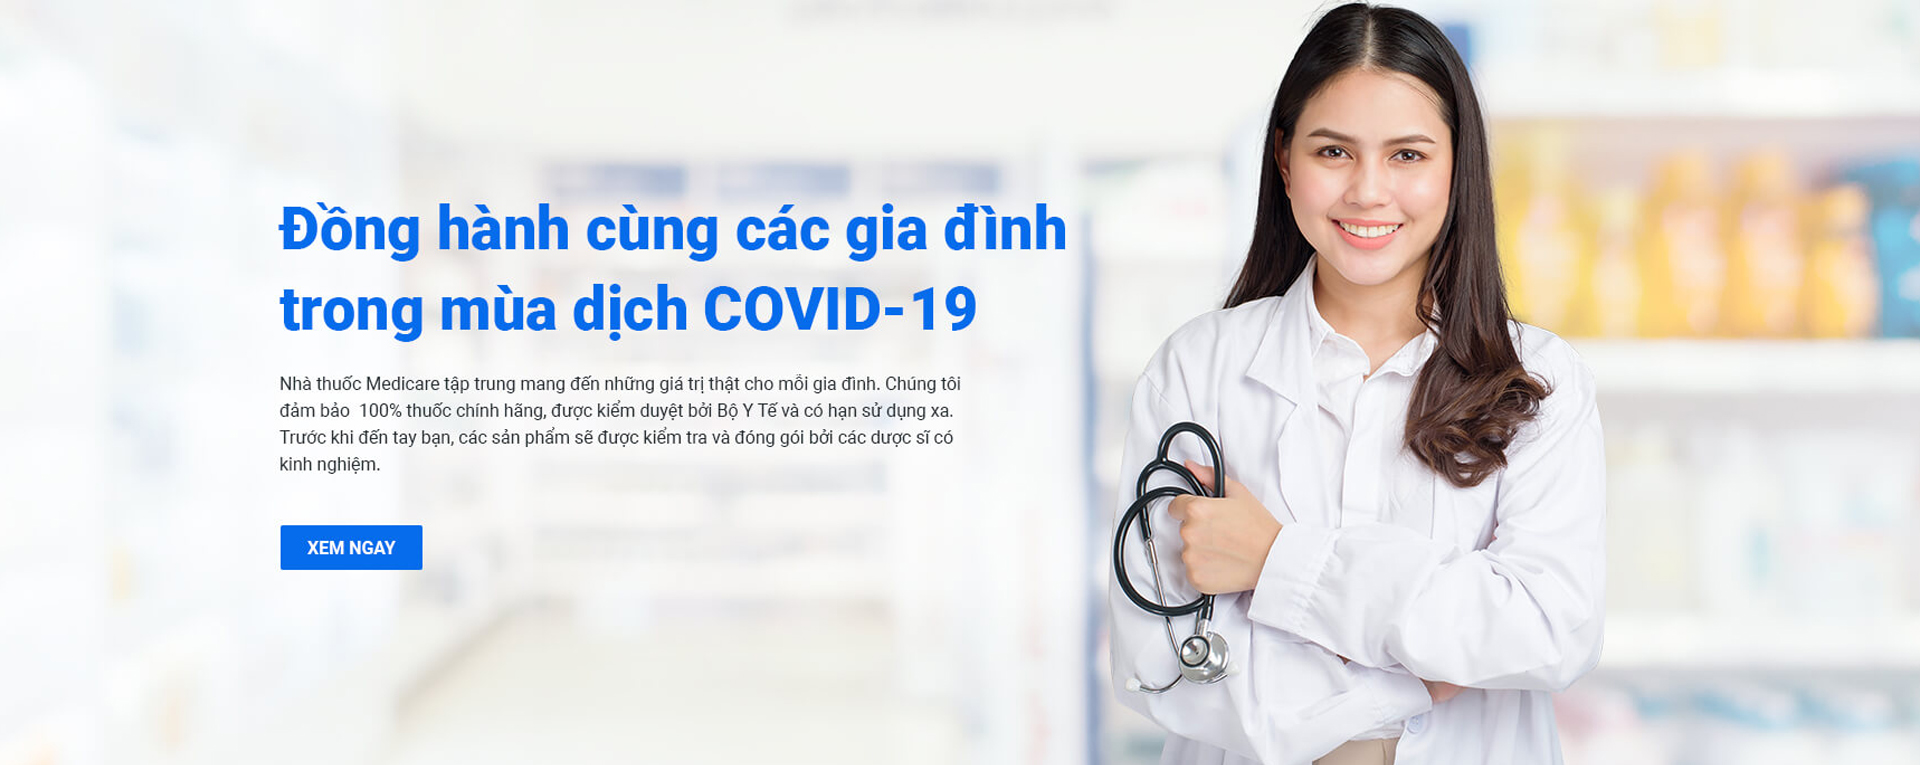 Đồng hành cùng các gia đình
trong mùa dịch COVID-19
Nhà thuốc Medicare tập trung mang đến những giá trị thật cho mỗi gia đình. Chúng tôi
đảm bảo  100% thuốc chính hãng, được kiểm duyệt bởi Bộ Y Tế và có hạn sử dụng xa.
Trước khi đến tay bạn, các sản phẩm sẽ được kiểm tra và đóng gói bởi các dược sĩ có
kinh nghiệm.
XEM NGAY